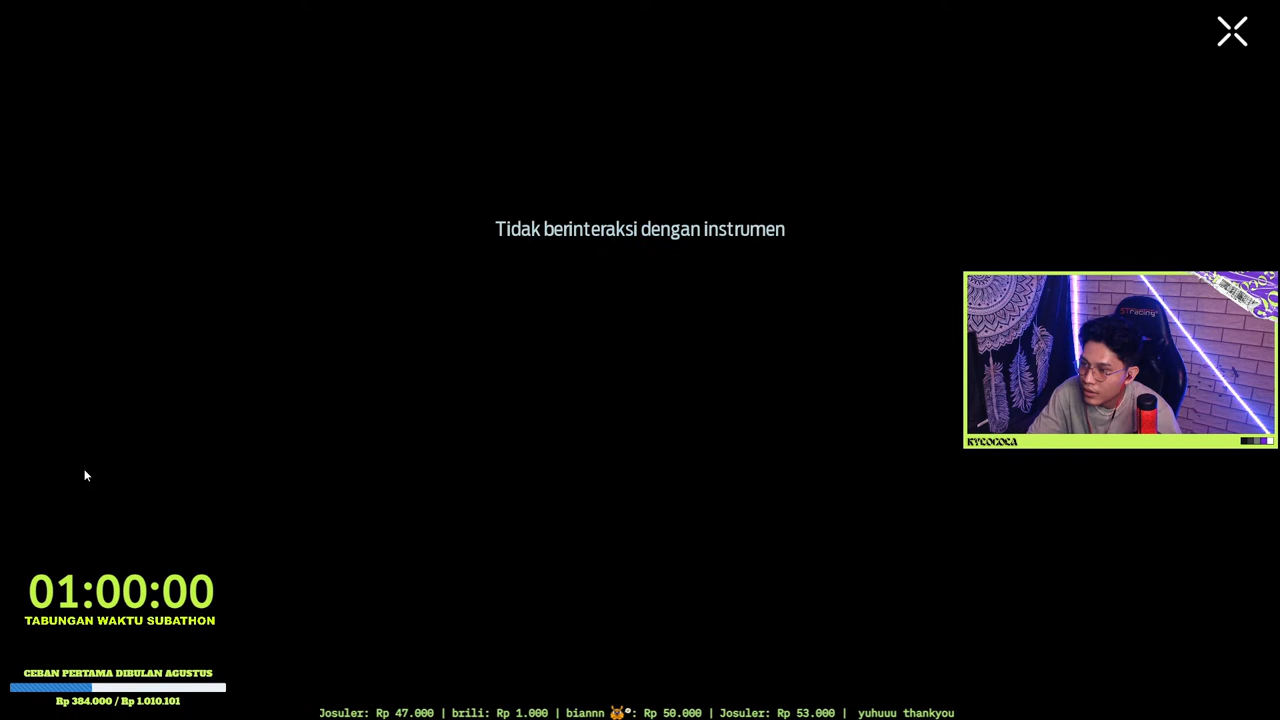 Tidak berinteraksi dengan instrumen
STracing
KYCOCOCA
01:00:00
TABUNGAN WAKTU SUBATHON
CEBAN PERTAMA DIBULAN AGUSTUS
Rp 384.000 / Rp 1.010.101
Josuler: Rp 47.000 | brili: Rp 1.000 | biannn : Rp 50.000 | Josuler: Rp 53.000 | yuhuuu thankyou